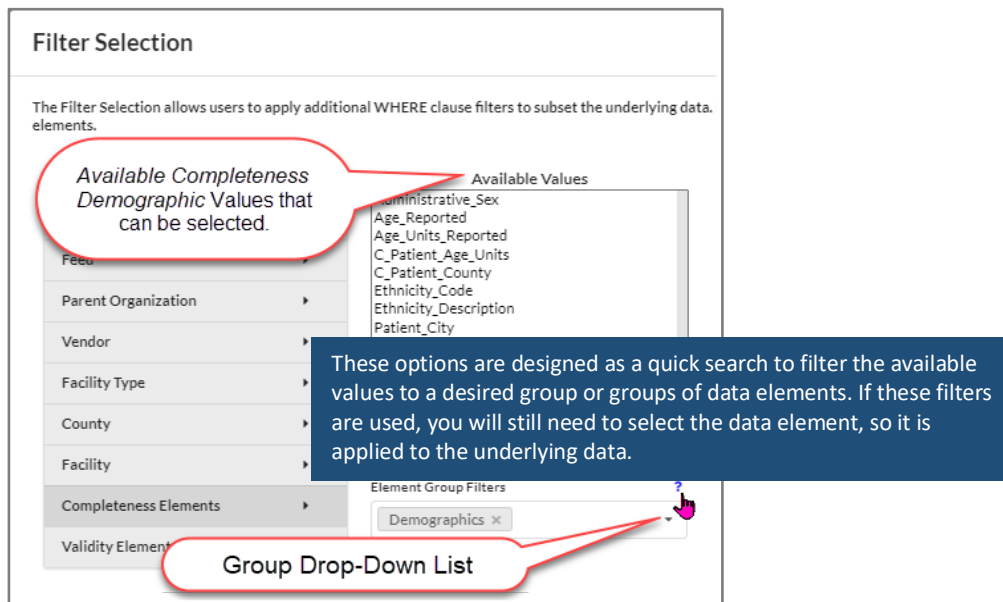 Filter Selection
The Filter Selection allows users to apply additional WHERE clause filters to subset the underlying data.
elements.
Available Completeness
Demographic Values that
can be selected.
Available Values
Administrative_Sex
Age_Reported
Age_Units_Reported
C_Patient_Age_Units
C_Patient_County
Ethnicity_Code
Ethnicity_Description
Patient_City
Feed
Parent Organization
Vendor
Facility Type
County
Facility
Completeness Elements
Validity Element
These options are designed as a quick search to filter the available
values to a desired group or groups of data elements. If these filters
are used, you will still need to select the data element, so it is
applied to the underlying data.
Element Group Filters
?
Demographics ×
Group Drop-Down List